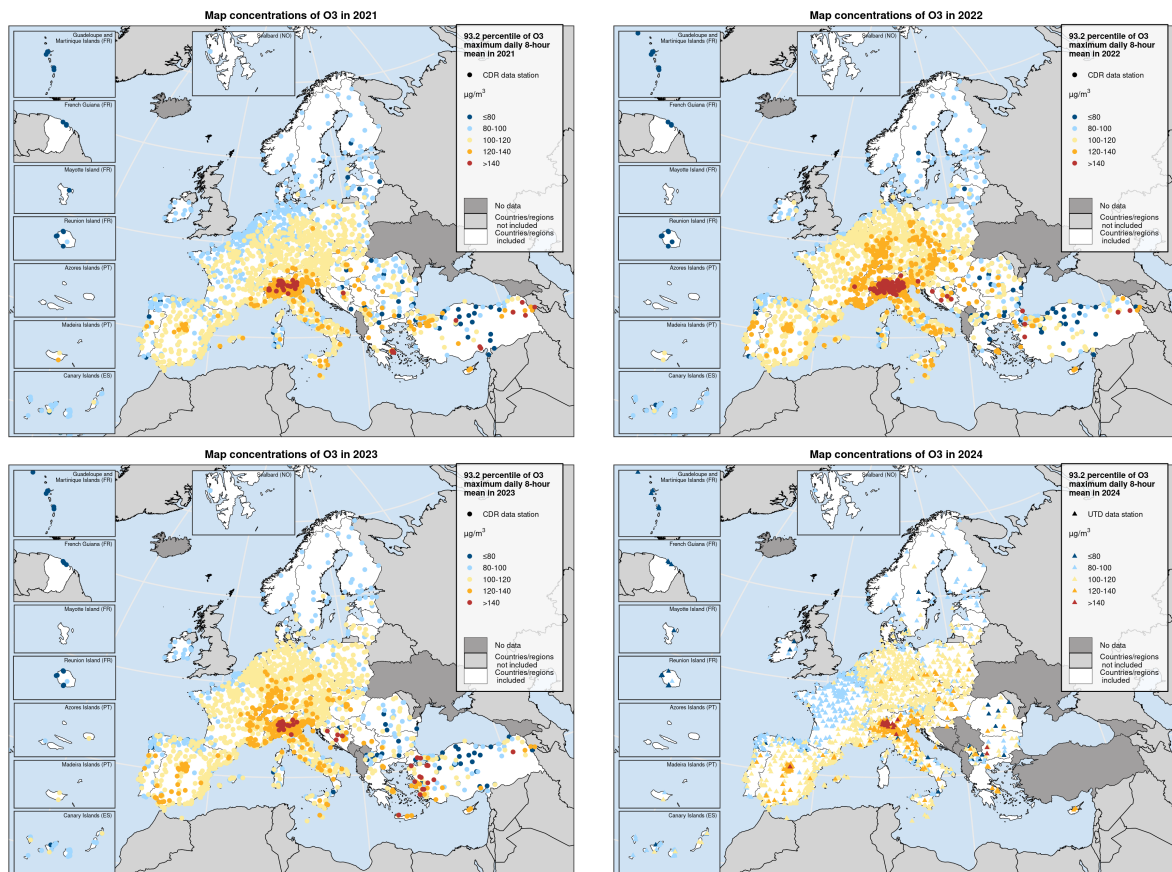 Map concentrations of O3 in 2021
Guadeloupe and
Martinique Islands (FR)
French Guiana (FR)
Mayotte Island (FR)
Reunion Island (FR)
Azores Islands (PT)
Madeira Islands (PT)
Canary Islands (ES)
Svalbard (NO)
93.2 percentile of O3
maximum daily 8-hour
mean in 2021
CDR data station
µg/m3
≤80
80-100
100-120
120-140
>140
No data
Countries/regions
not included
Countries/regions
included
Map concentrations of O3 in 2022
Guadeloupe and
Martinique Islands (FR)
French Guiana (FR)
Mayotte Island (FR)
Reunion Island (FR)
Azores Islands (PT)
Madeira Islands (PT)
Canary Islands (ES)
Svalbard (NO)
93.2 percentile of O3
maximum daily 8-hour
mean in 2022
CDR data station
µg/m3
≤80
80-100
100-120
120-140
>140
No data
Countries/regions
not included
Countries/regions
included
Map concentrations of O3 in 2023
Guadeloupe and
Martinique Islands (FR)
French Guiana (FR)
Mayotte Island (FR)
Reunion Island (FR)
Azores Islands (PT)
Madeira Islands (PT)
Canary Islands (ES)
Svalbard (NO)
93.2 percentile of O3
maximum daily 8-hour
mean in 2023
CDR data station
µg/m3
≤80
80-100
100-120
120-140
>140
No data
Countries/regions
not included
Countries/regions
included
Map concentrations of O3 in 2024
Guadeloupe and
Martinique Islands (FR)
French Guiana (FR)
Mayotte Island (FR)
Reunion Island (FR)
Azores Islands (PT)
Madeira Islands (PT)
Canary Islands (ES)
Svalbard (NO)
93.2 percentile of O3
maximum daily 8-hour
mean in 2024
UTD data station
µg/m3
≤80
80-100
100-120
120-140
>140
No data
Countries/regions
not included
Countries/regions
included